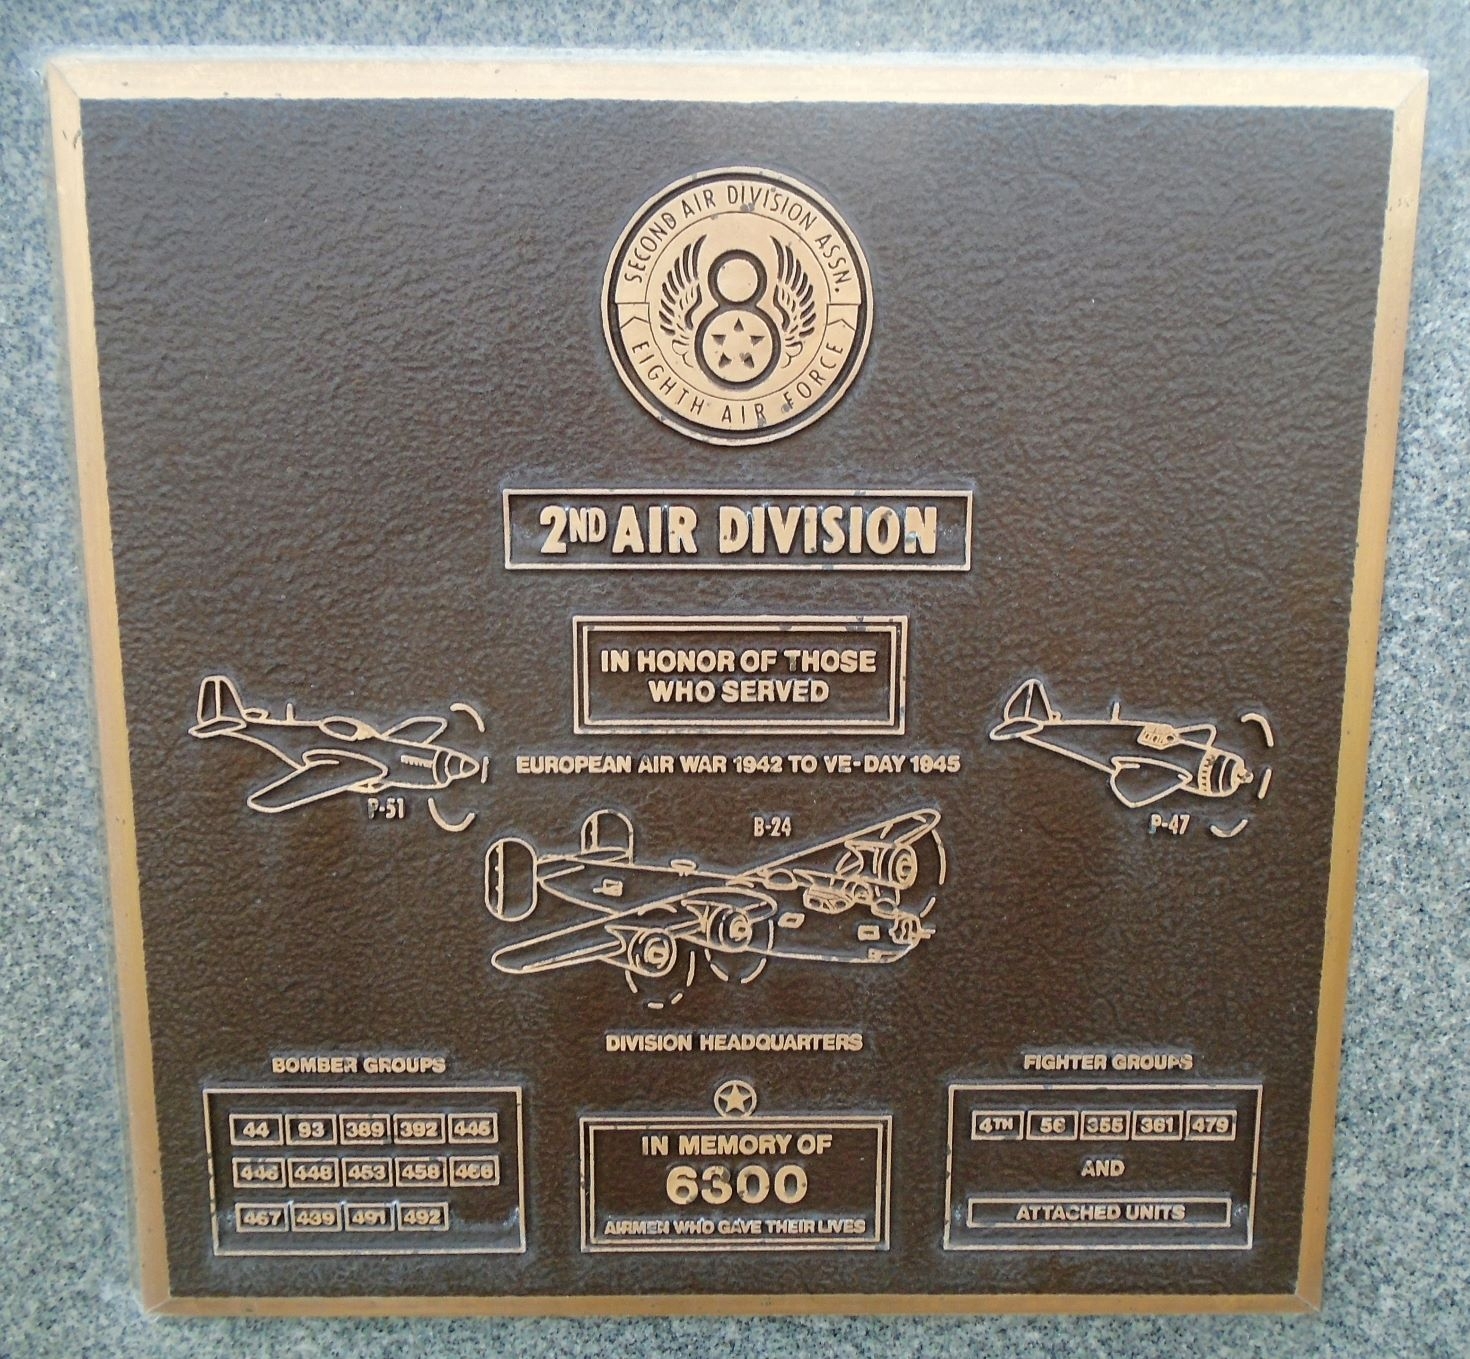 SECOND AIR DIVISION ASSN.
EIGHTH AIR FORCE
2ND AIR DIVISION
IN HONOR OF THOSE
WHO SERVED
EUROPEAN AIR WAR 1942 TO VE-DAY 1945
P-51
B-24
P-47
DIVISION HEADQUARTERS
BOMBER GROUPS
44 93 389 392 445
446 448 453 458 466
467 489 491 492
IN MEMORY OF
6300
AIRMEN WHO GAVE THEIR LIVES
FIGHTER GROUPS
4TH 56 355 361 479
AND
ATTACHED UNITS